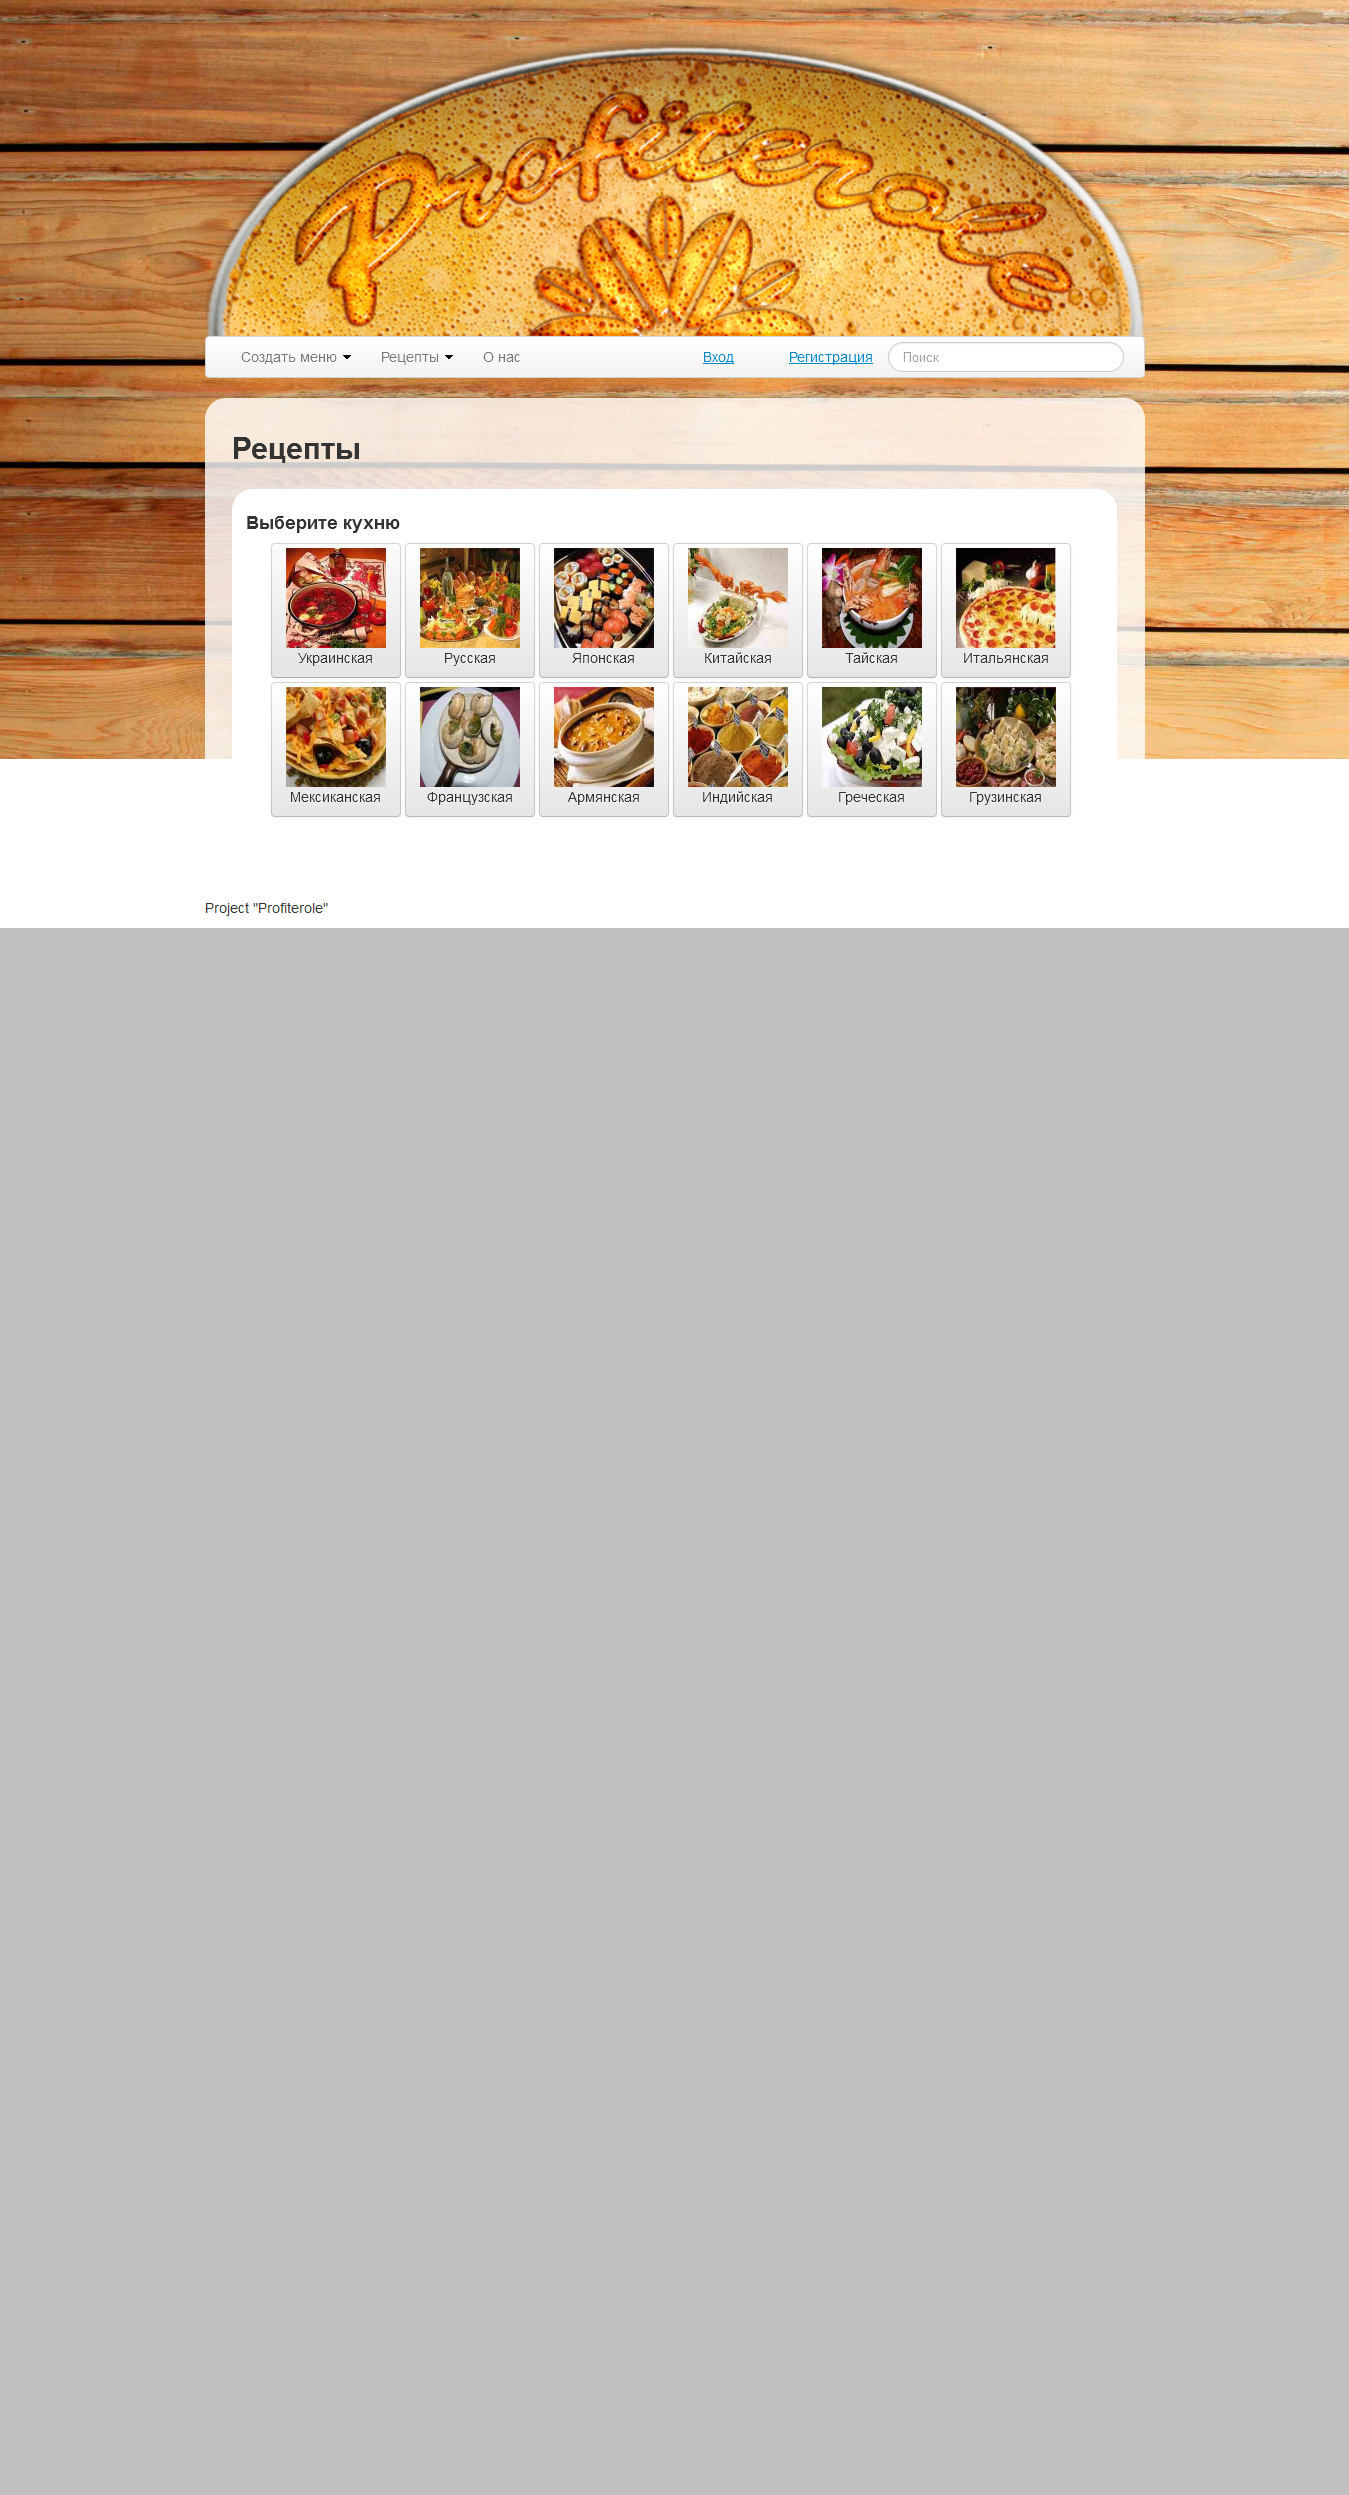 Profiterole
Создать меню Рецепты О нас Вход Регистрация Поиск
Рецепты
Выберите кухню
Украинская Русская Японская Китайская Тайская Итальянская
Мексиканская Французская Армянская Индийская Греческая Грузинская
Project "Profiterole"